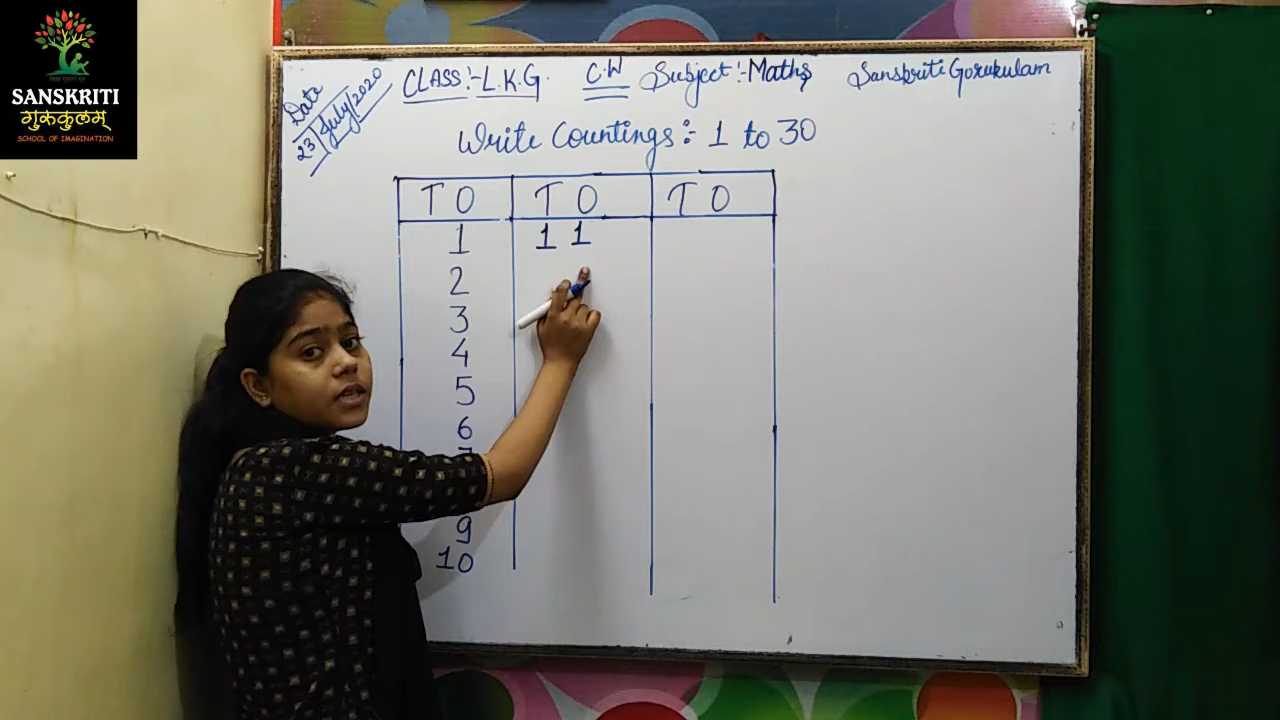 SANSKRITI
गुरुकुलम्
SCHOOL OF IMAGINATION
Date
23/July/2020
CLASS:-L.K.G. C.W Subject:-Maths Sanskriti Gurukulam
Write Countings:- 1 to 30
T O T O T O
1 1 1
2
3
4
5
6
9
10